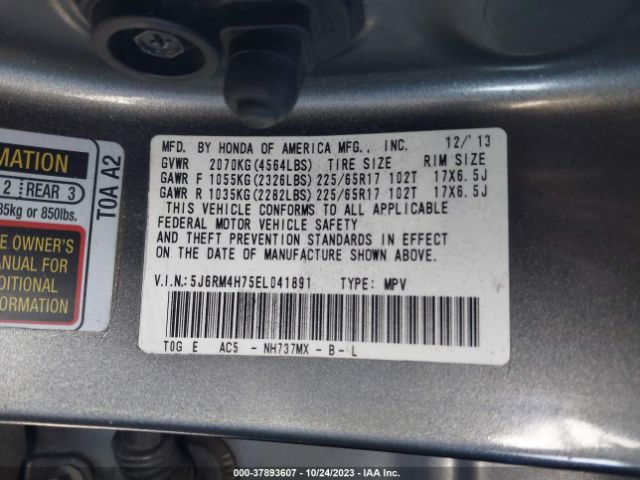 MFD. BY HONDA OF AMERICA MFG., INC. 12/'13
GVWR 2070KG(4564LBS) TIRE SIZE RIM SIZE
GAWR F 1055KG(2326LBS) 225/65R17 102T 17X6.5J
GAWR R 1035KG(2282LBS) 225/65R17 102T 17X6.5J
THIS VEHICLE CONFORMS TO ALL APPLICABLE
FEDERAL MOTOR VEHICLE SAFETY
AND THEFT PREVENTION STANDARDS IN EFFECT
ON THE DATE OF MANUFACTURE SHOWN ABOVE.
V.I.N.:5J6RM4H75EL041891 TYPE: MPV
TOG E AC5 - NH737MX - B - L
MATION
2 REAR 3
85kg or 850lbs.
OWNER'S
ANUAL FOR
DITIONAL
ORMATION
TOA A2
000-37893607 - 10/24/2023 - IAA Inc.